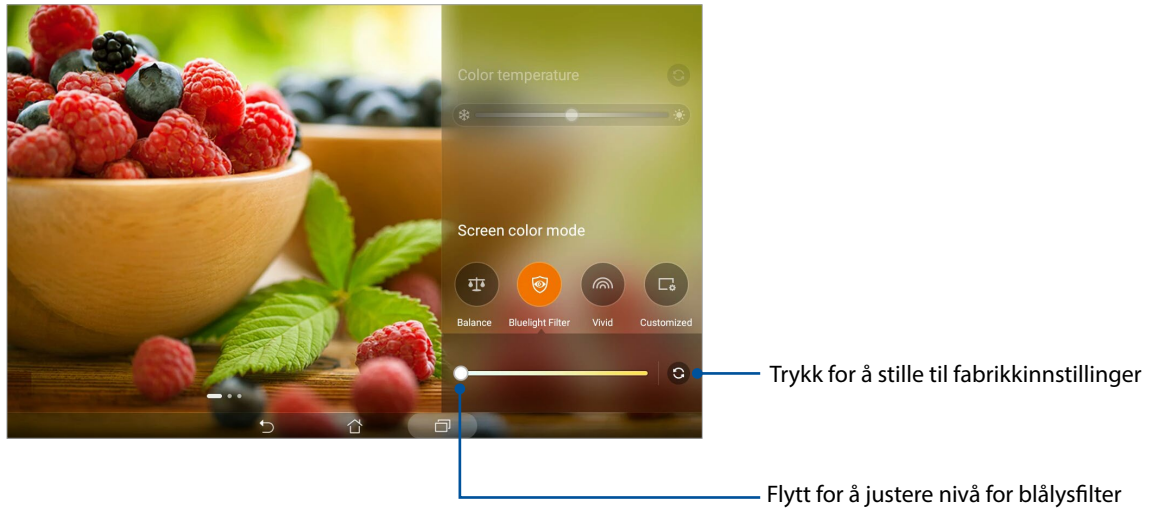 Color temperature
Screen color mode
Balance Bluelight Filter Vivid Customized
Trykk for å stille til fabrikkinnstillinger
Flytt for å justere nivå for blålysfilter